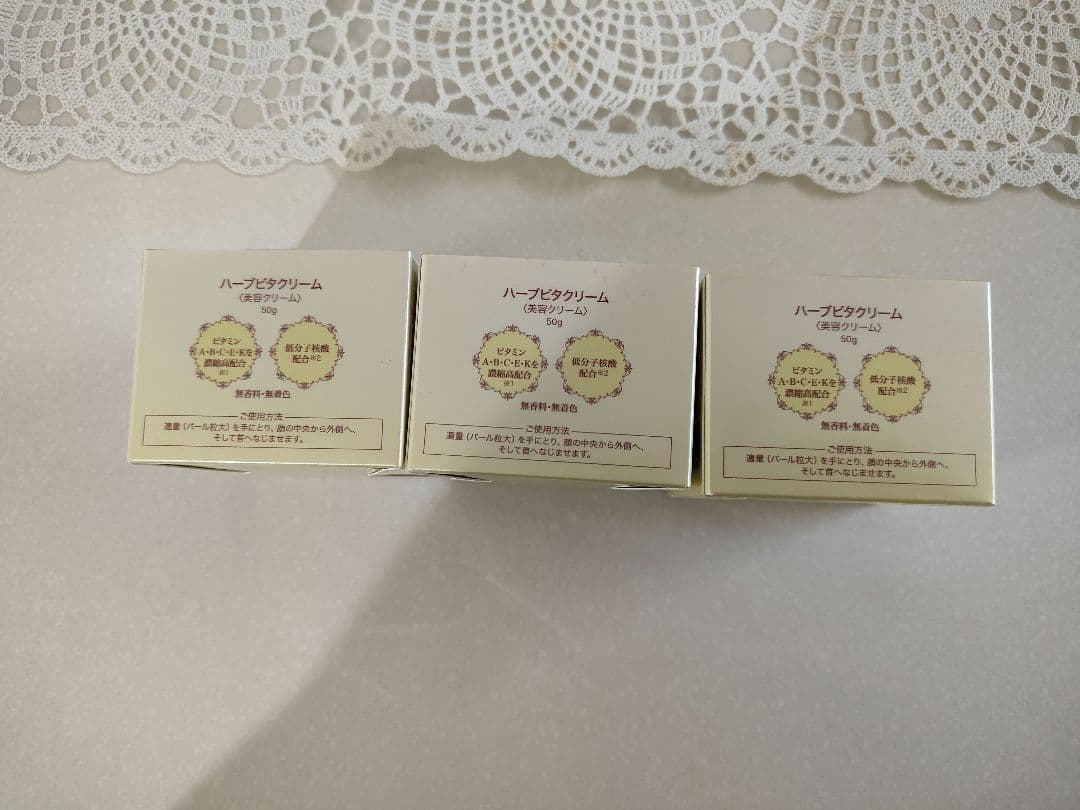 ハーブビタクリーム
〈美容クリーム〉
50g
ビタミン
A・B・C・E・Kを
濃縮高配合
※1
低分子核酸
配合※2
無香料・無着色
ご使用方法
適量（パール粒大）を手にとり、顔の中央から外側へ、
そして首へなじませます。
ハーブビタクリーム
〈美容クリーム〉
50g
ビタミン
A・B・C・E・Kを
濃縮高配合
※1
低分子核酸
配合※2
無香料・無着色
ご使用方法
適量（パール粒大）を手にとり、顔の中央から外側へ、
そして首へなじませます。
ハーブビタクリーム
〈美容クリーム〉
50g
ビタミン
A・B・C・E・Kを
濃縮高配合
※1
低分子核酸
配合※2
無香料・無着色
ご使用方法
適量（パール粒大）を手にとり、顔の中央から外側へ、
そして首へなじませます。